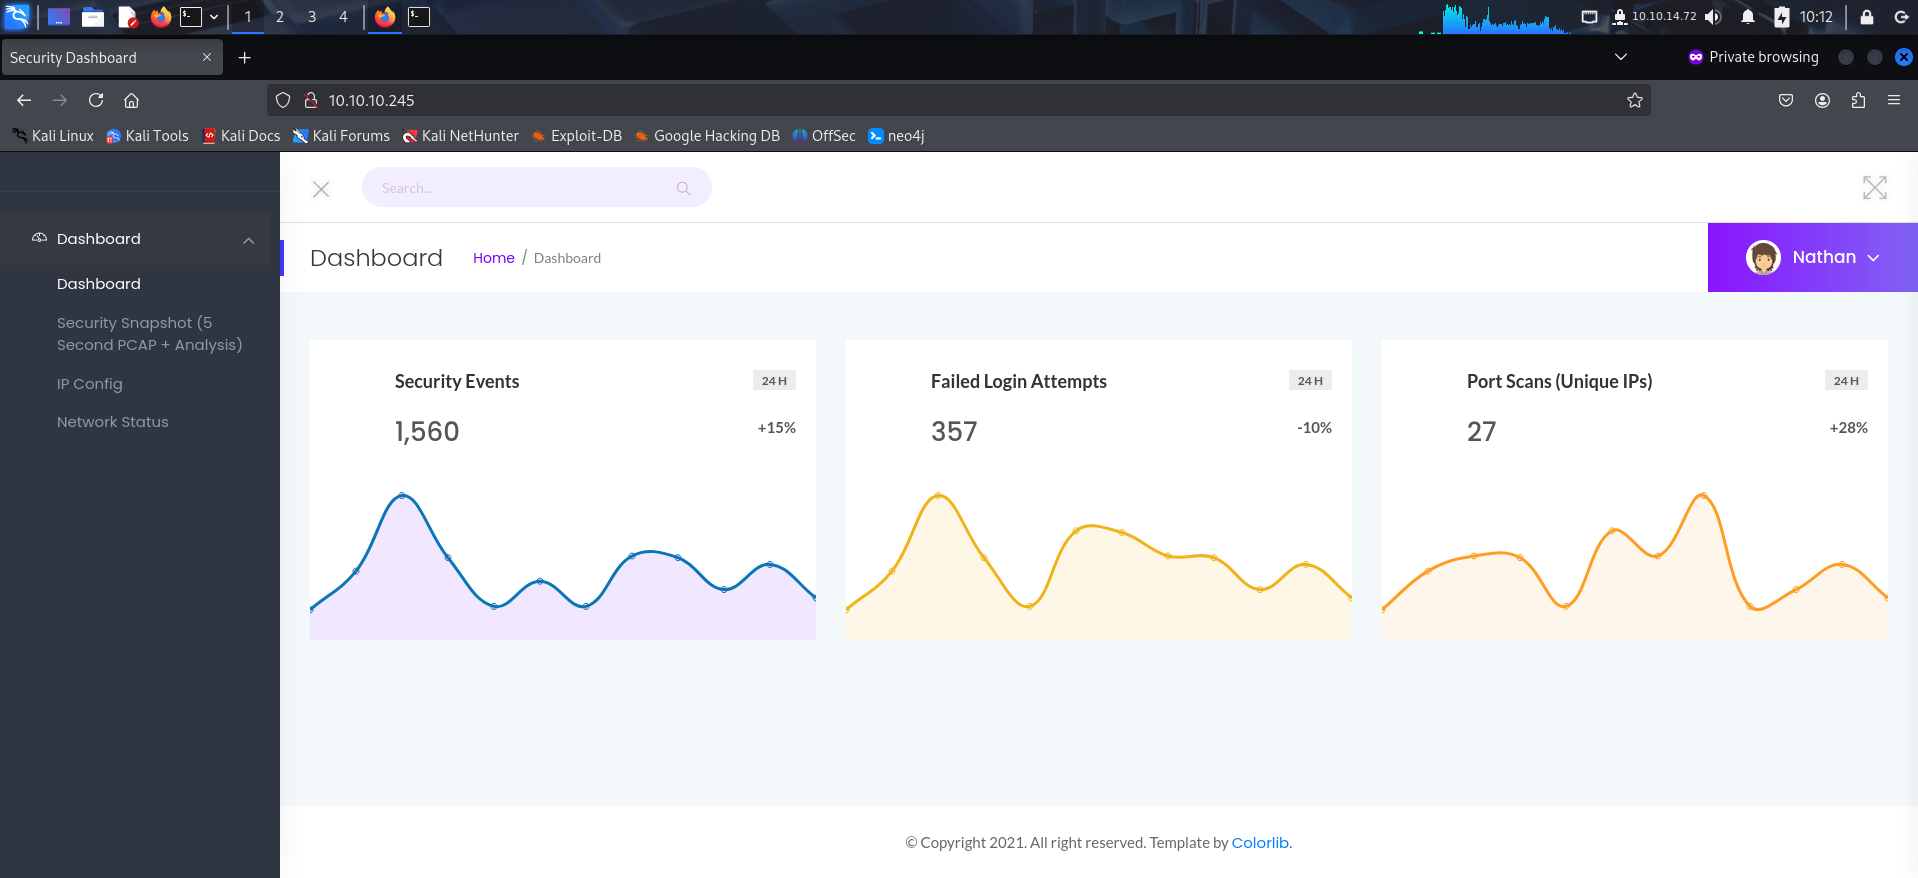 1 2 3 4 10.10.14.72 10:12
Security Dashboard Private browsing
10.10.10.245
Kali Linux Kali Tools Kali Docs Kali Forums Kali NetHunter Exploit-DB Google Hacking DB OffSec neo4j
Search...
Dashboard
Dashboard
Security Snapshot (5
Second PCAP + Analysis)
IP Config
Network Status
Dashboard Home / Dashboard Nathan
Security Events 24 H
1,560 +15%
Failed Login Attempts 24 H
357 -10%
Port Scans (Unique IPs) 24 H
27 +28%
© Copyright 2021. All right reserved. Template by Colorlib.